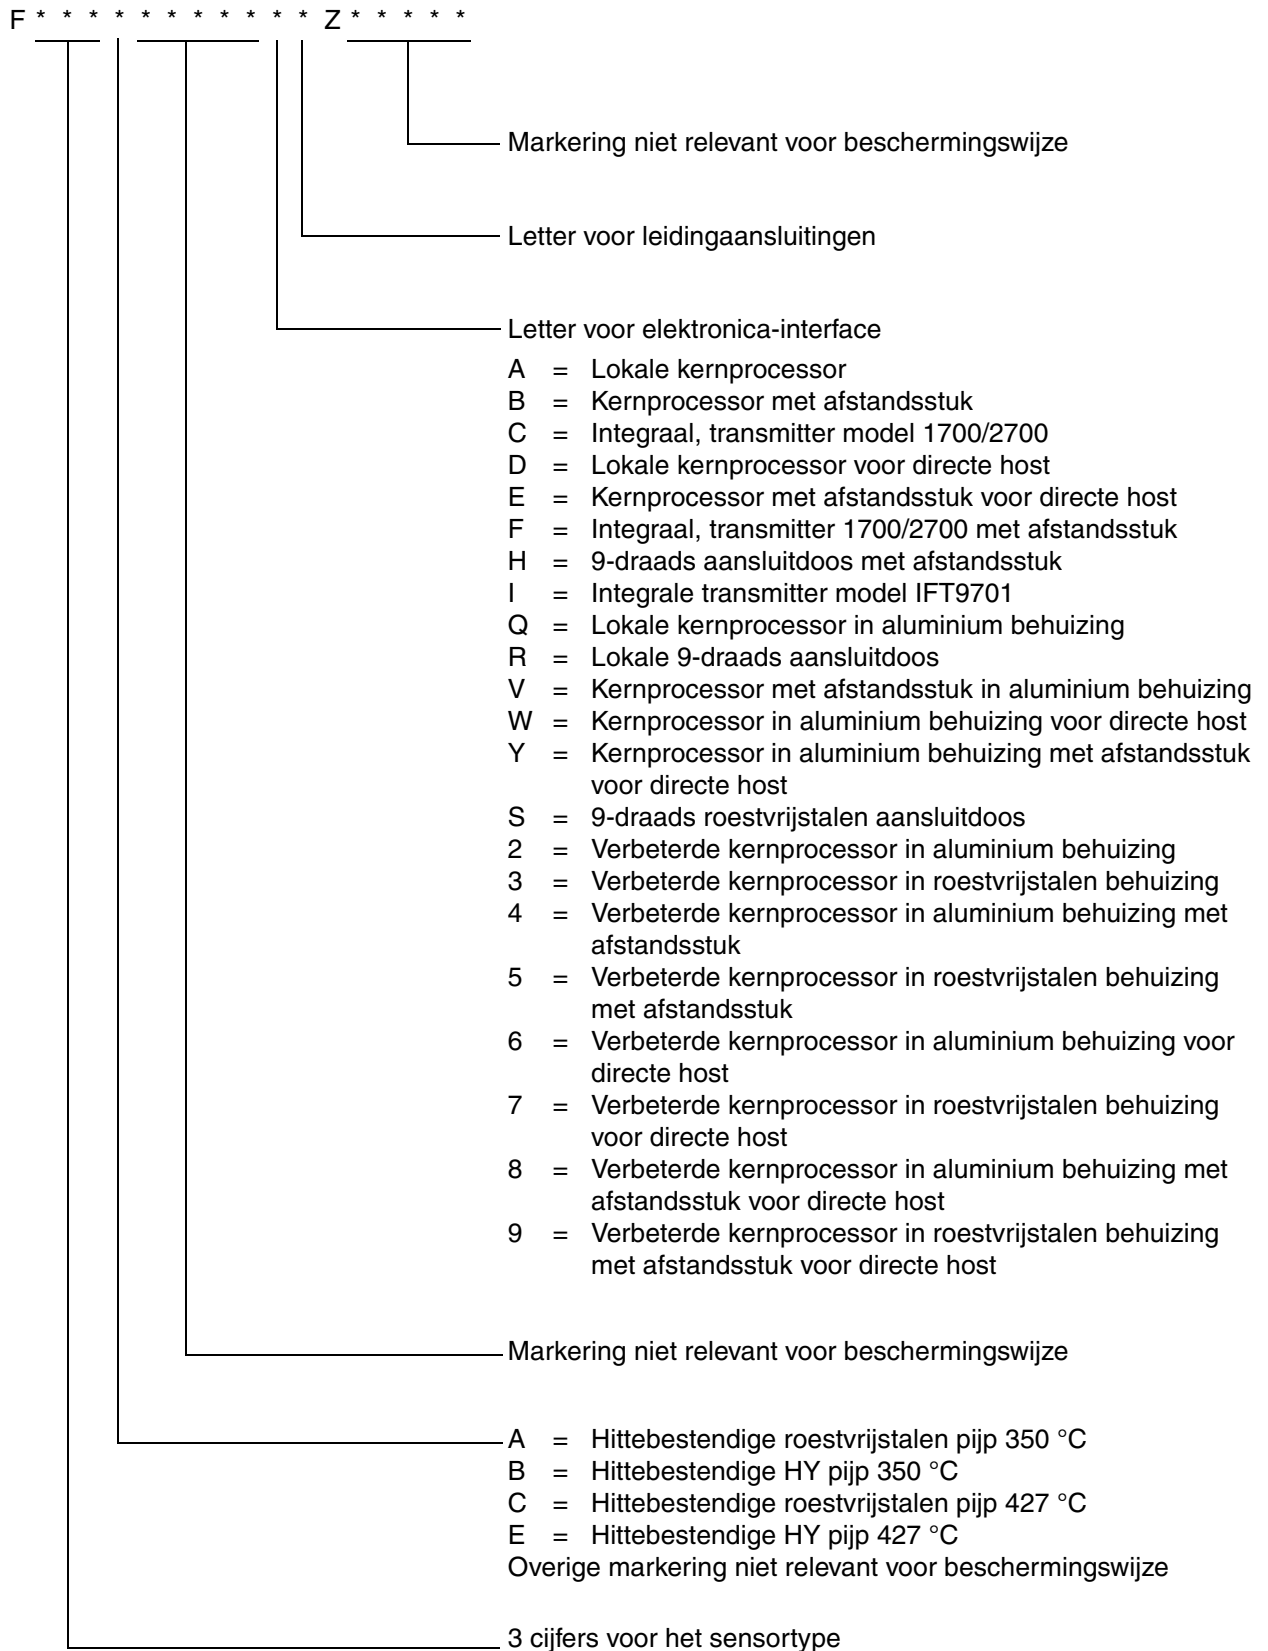 F * * * * * * * * * * * Z * * * * *
Markering niet relevant voor beschermingswijze
Letter voor leidingaansluitingen
Letter voor elektronica-interface
A = Lokale kernprocessor
B = Kernprocessor met afstandsstuk
C = Integraal, transmitter model 1700/2700
D = Lokale kernprocessor voor directe host
E = Kernprocessor met afstandsstuk voor directe host
F = Integraal, transmitter 1700/2700 met afstandsstuk
H = 9-draads aansluitdoos met afstandsstuk
I = Integrale transmitter model IFT9701
Q = Lokale kernprocessor in aluminium behuizing
R = Lokale 9-draads aansluitdoos
V = Kernprocessor met afstandsstuk in aluminium behuizing
W = Kernprocessor in aluminium behuizing voor directe host
Y = Kernprocessor in aluminium behuizing met afstandsstuk
voor directe host
S = 9-draads roestvrijstalen aansluitdoos
2 = Verbeterde kernprocessor in aluminium behuizing
3 = Verbeterde kernprocessor in roestvrijstalen behuizing
4 = Verbeterde kernprocessor in aluminium behuizing met
afstandsstuk
5 = Verbeterde kernprocessor in roestvrijstalen behuizing
met afstandsstuk
6 = Verbeterde kernprocessor in aluminium behuizing voor
directe host
7 = Verbeterde kernprocessor in roestvrijstalen behuizing
voor directe host
8 = Verbeterde kernprocessor in aluminium behuizing met
afstandsstuk voor directe host
9 = Verbeterde kernprocessor in roestvrijstalen behuizing
met afstandsstuk voor directe host
Markering niet relevant voor beschermingswijze
A = Hittebestendige roestvrijstalen pijp 350 °C
B = Hittebestendige HY pijp 350 °C
C = Hittebestendige roestvrijstalen pijp 427 °C
E = Hittebestendige HY pijp 427 °C
Overige markering niet relevant voor beschermingswijze
3 cijfers voor het sensortype